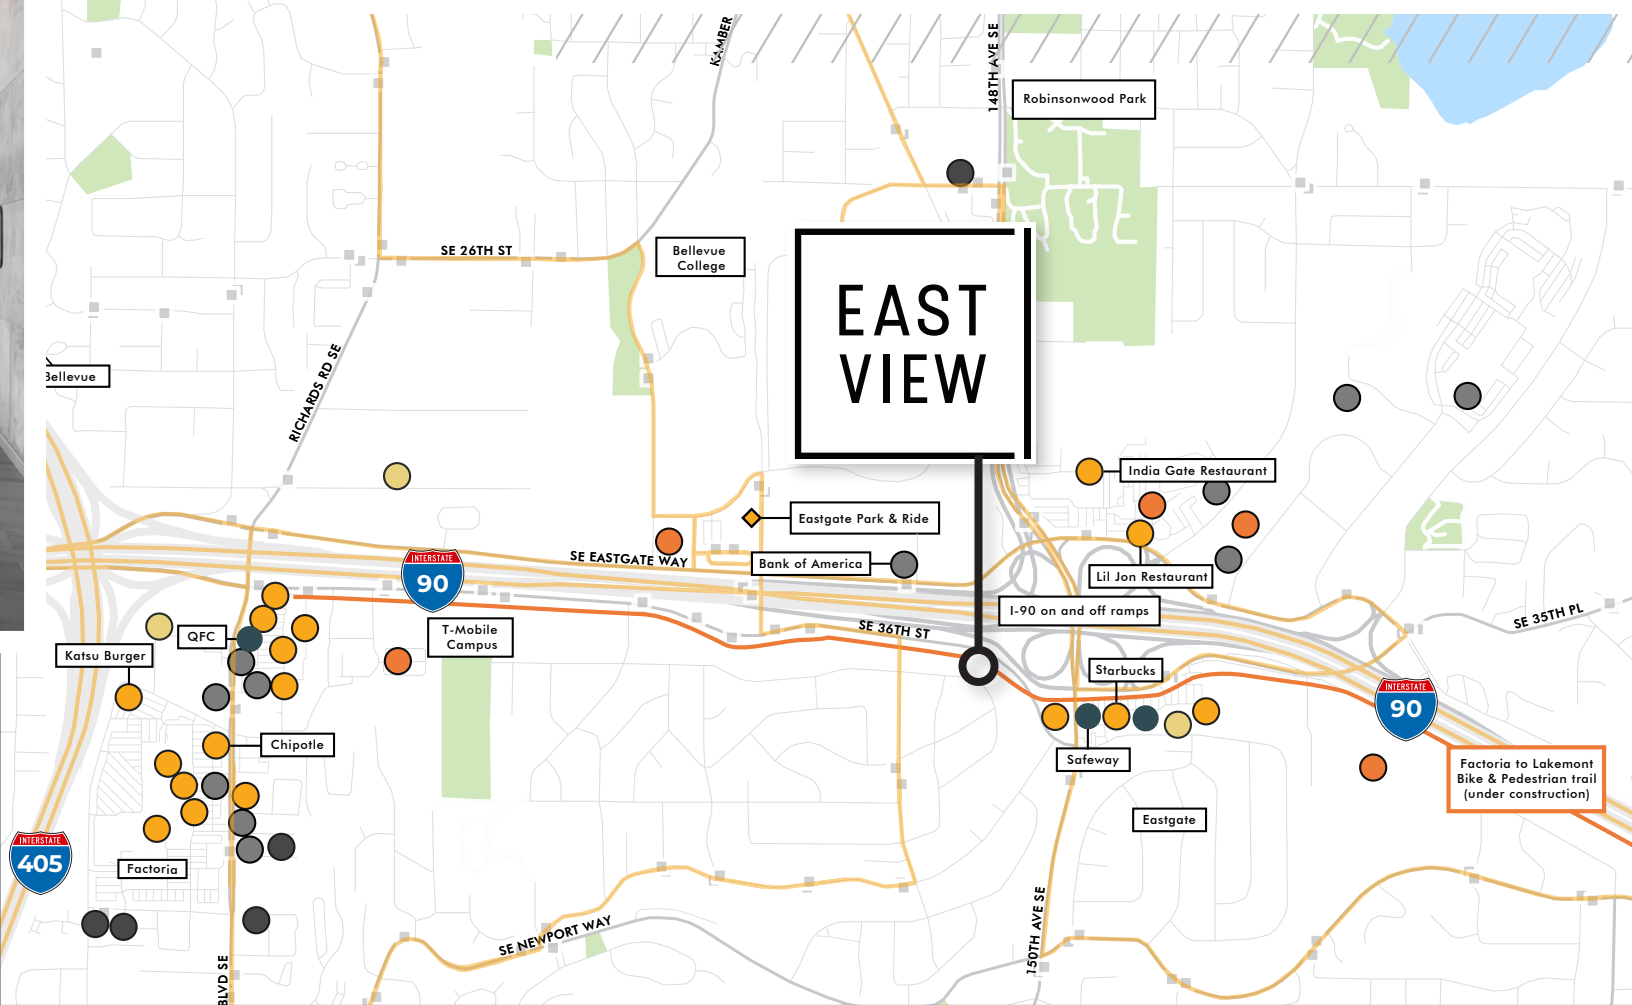 KAMBER
148TH AVE SE
Robinsonwood Park
SE 26TH ST
Bellevue
College
EAST
VIEW
Bellevue
RICHARDS RD SE
India Gate Restaurant
Eastgate Park & Ride
SE EASTGATE WAY
Bank of America
INTERSTATE
90
Lil Jon Restaurant
I-90 on and off ramps
SE 35TH PL
QFC
T-Mobile
Campus
SE 36TH ST
Katsu Burger
Starbucks
INTERSTATE
90
Chipotle
Safeway
Factoria to Lakemont
Bike & Pedestrian trail
(under construction)
Eastgate
INTERSTATE
405
Factoria
SE NEWPORT WAY
150TH AVE SE
BLVD SE